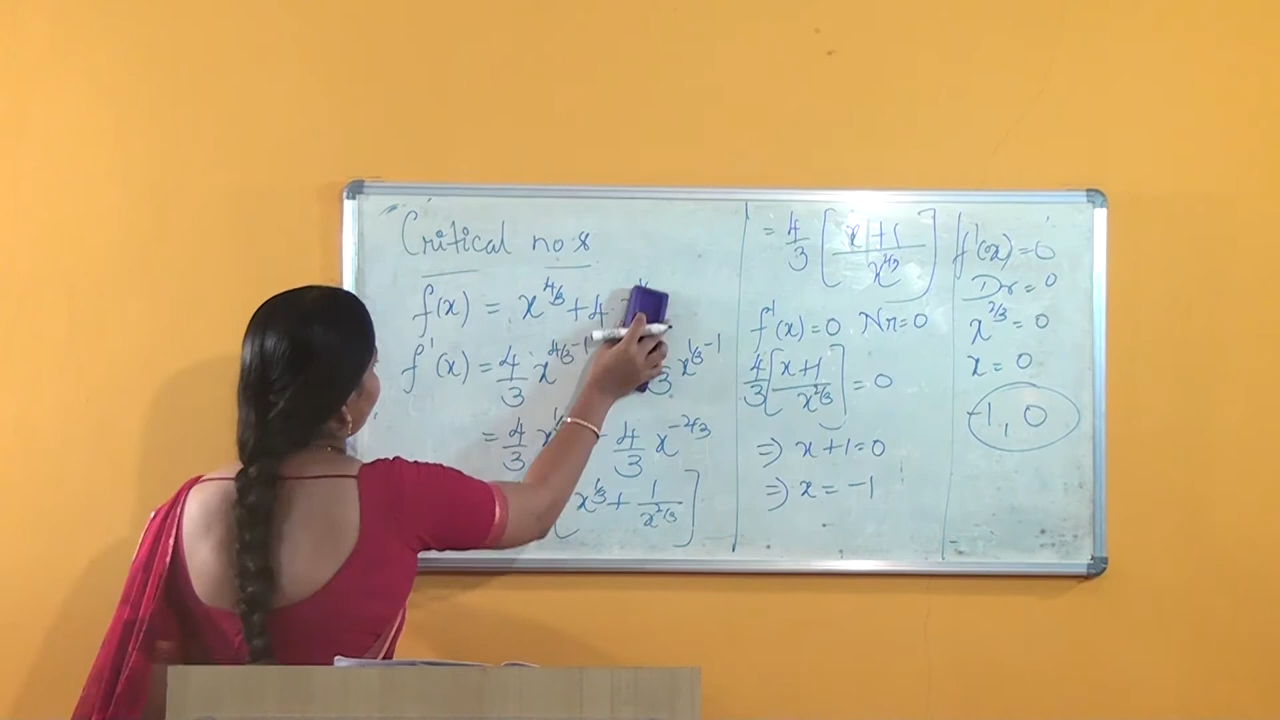 Critical no:s
f(x) = x^{4/3} + 4
f'(x) = 4/3 x^{4/3 - 1} 3 x^{1/3 - 1}
= 4/3 x 4/3 x^{-2/3}
[x^{1/3} + 1/x^{2/3}]
= 4/3 [x+1 / x^{2/3}]
f'(x)=0 Nr=0
4/3 [x+1 / x^{2/3}] = 0
⇒ x+1=0
⇒ x = -1
f'(x)=0
Dr=0
x^{2/3} = 0
x = 0
-1, 0